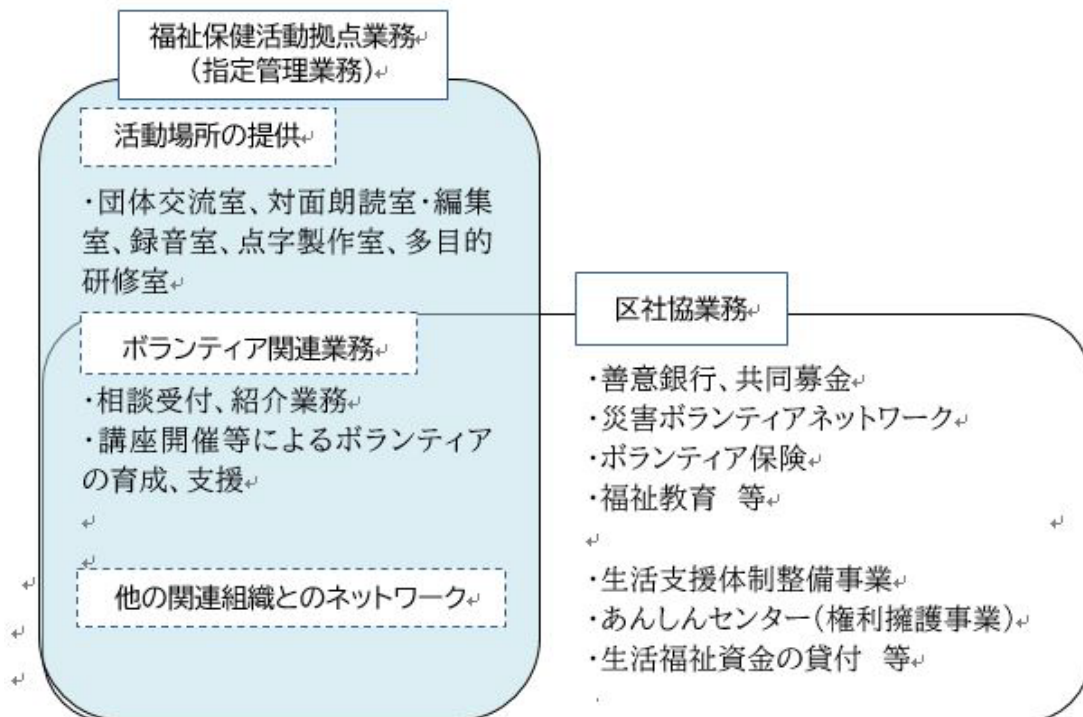 福祉保健活動拠点業務↵
(指定管理業務)↵
活動場所の提供↵
・団体交流室、対面朗読室・編集
室、録音室、点字製作室、多目的
研修室↵
ボランティア関連業務↵
・相談受付、紹介業務↵
・講座開催等によるボランティア
の育成、支援↵
他の関連組織とのネットワーク↵
区社協業務↵
・善意銀行、共同募金↵
・災害ボランティアネットワーク↵
・ボランティア保険↵
・福祉教育　等↵
・生活支援体制整備事業↵
・あんしんセンター(権利擁護事業)↵
・生活福祉資金の貸付　等↵